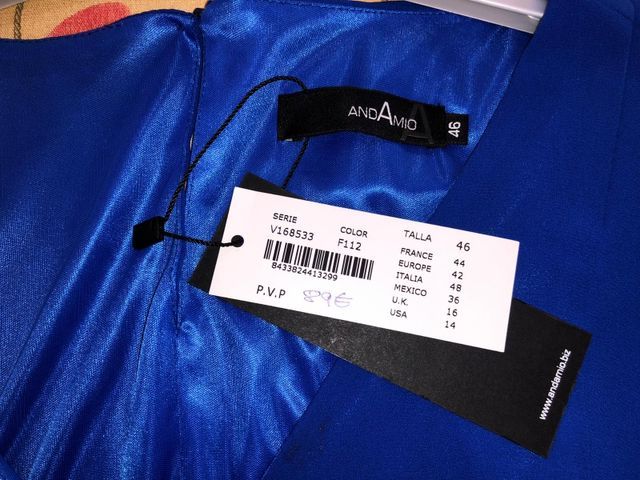 ANDAMIO
46
SERIE
V168533
COLOR
F112
8433824413299
P.V.P 89€
TALLA 46
FRANCE 44
EUROPE 42
ITALIA 48
MEXICO 36
U.K. 16
USA 14
www.andamio.biz